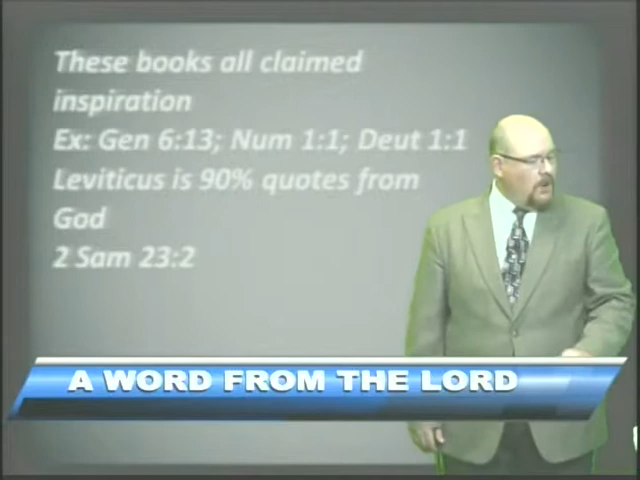 These books all claimed
inspiration
Ex: Gen 6:13; Num 1:1; Deut 1:1
Leviticus is 90% quotes from
God
2 Sam 23:2
A WORD FROM THE LORD